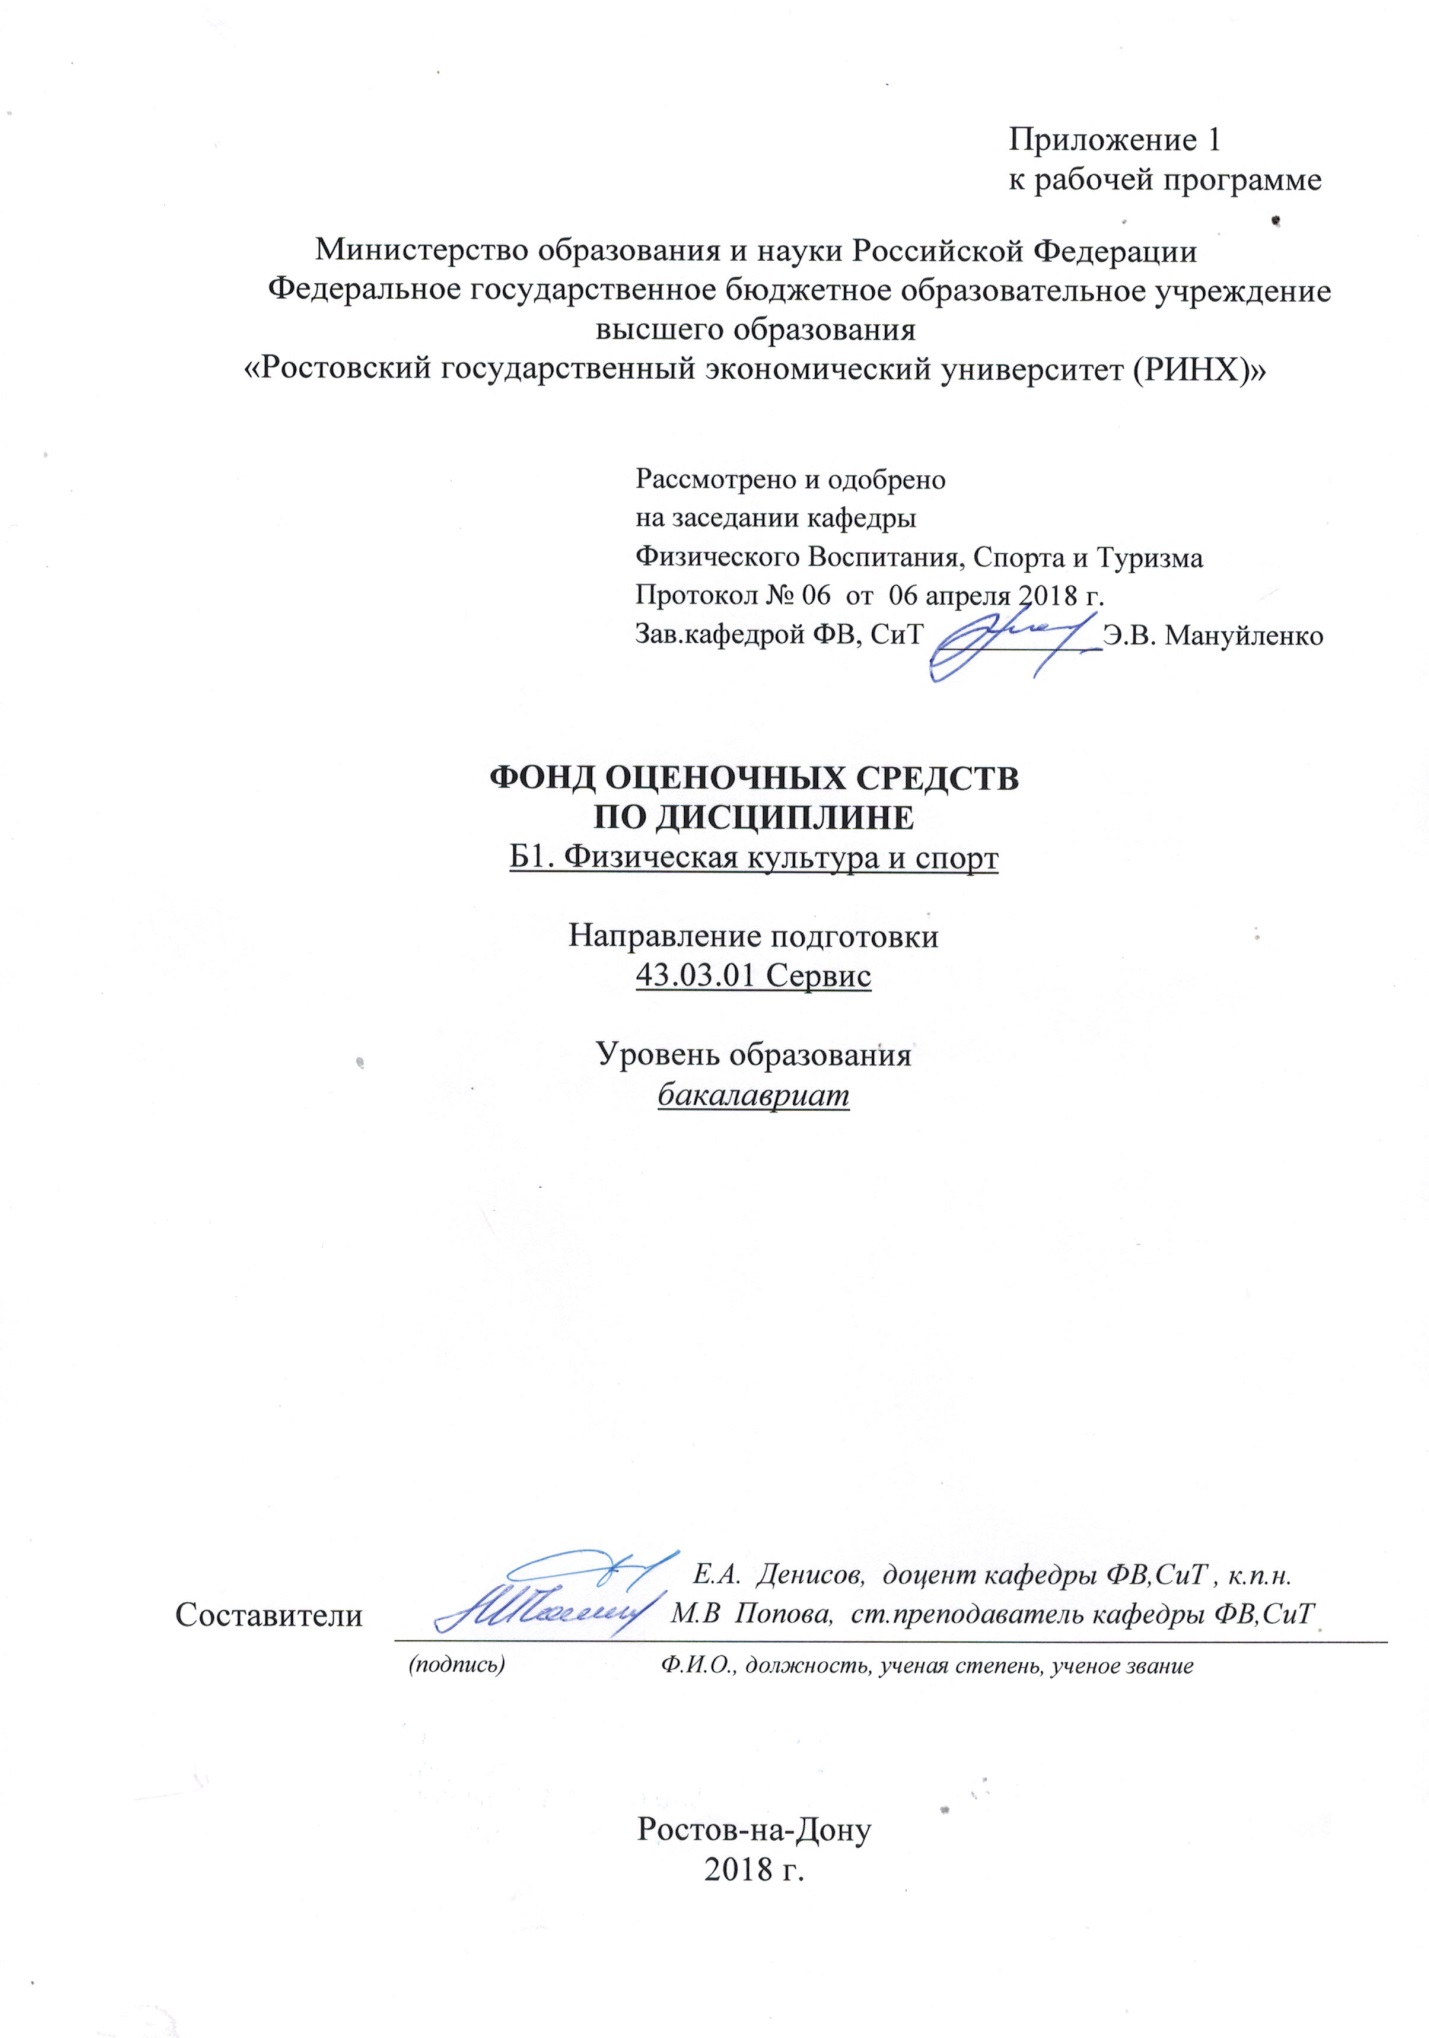 Приложение 1
к рабочей программе
Министерство образования и науки Российской Федерации
Федеральное государственное бюджетное образовательное учреждение
высшего образования
«Ростовский государственный экономический университет (РИНХ)»
Рассмотрено и одобрено
на заседании кафедры
Физического Воспитания, Спорта и Туризма
Протокол № 06 от 06 апреля 2018 г.
Зав.кафедрой ФВ, СиТ ____________Э.В. Мануйленко
ФОНД ОЦЕНОЧНЫХ СРЕДСТВ
ПО ДИСЦИПЛИНЕ
Б1. Физическая культура и спорт
Направление подготовки
43.03.01 Сервис
Уровень образования
бакалавриат
Е.А. Денисов, доцент кафедры ФВ,СиТ , к.п.н.
Составители М.В Попова, ст.преподаватель кафедры ФВ,СиТ
(подпись) Ф.И.О., должность, ученая степень, ученое звание
Ростов-на-Дону
2018 г.